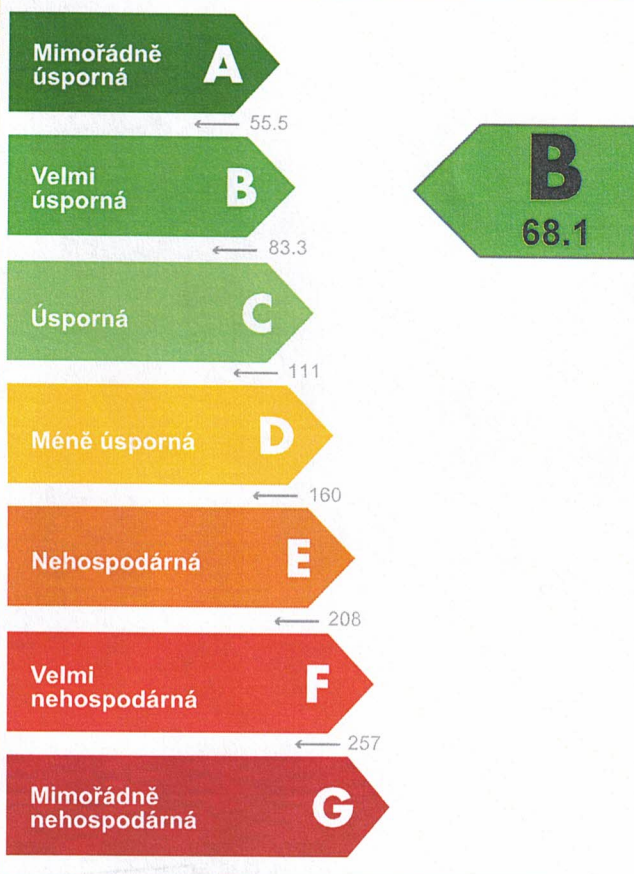 Mimořádně
úsporná
A
← 55.5
Velmi
úsporná
B
← 83.3
B
68.1
Úsporná
C
← 111
Méně úsporná
D
← 160
Nehospodárná
E
← 208
Velmi
nehospodárná
F
← 257
Mimořádně
nehospodárná
G